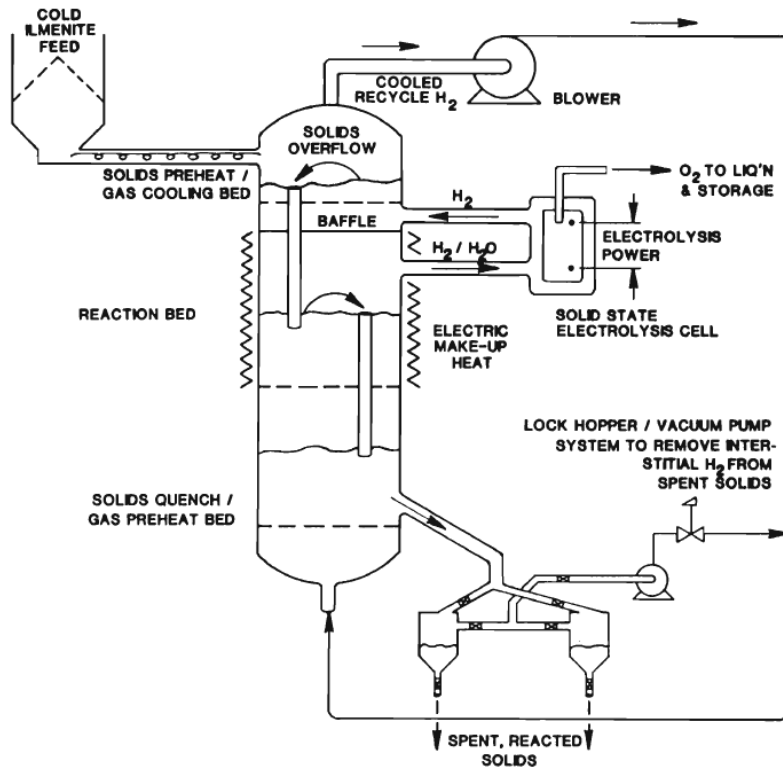 COLD
ILMENITE
FEED
COOLED
RECYCLE H2
BLOWER
SOLIDS
OVERFLOW
SOLIDS PREHEAT /
GAS COOLING BED
H2
O2 TO LIQ'N
& STORAGE
BAFFLE
H2 / H2O
ELECTROLYSIS
POWER
REACTION BED
ELECTRIC
MAKE-UP
HEAT
SOLID STATE
ELECTROLYSIS CELL
LOCK HOPPER / VACUUM PUMP
SYSTEM TO REMOVE INTER-
STITIAL H2 FROM
SPENT SOLIDS
SOLIDS QUENCH /
GAS PREHEAT BED
SPENT, REACTED
SOLIDS